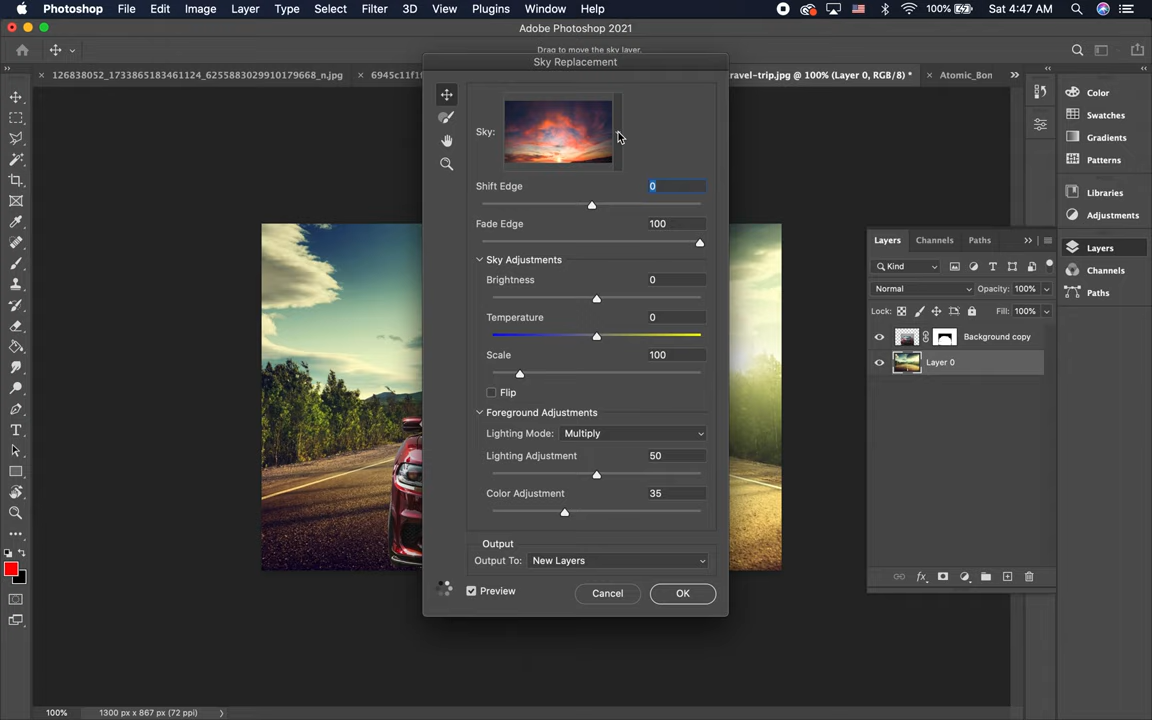 Photoshop File Edit Image Layer Type Select Filter 3D View Plugins Window Help 100% Sat 4:47 AM
Adobe Photoshop 2021
Drag to move the sky layer.
126838052_1733865183461124_6255883029910179668_n.jpg 6945c11f1 ravel-trip.jpg @ 100% (Layer 0, RGB/8) * Atomic_Bon
Sky Replacement
Sky:
Shift Edge 0
Fade Edge 100
Sky Adjustments
Brightness 0
Temperature 0
Scale 100
Flip
Foreground Adjustments
Lighting Mode: Multiply
Lighting Adjustment 50
Color Adjustment 35
Output
Output To: New Layers
Preview Cancel OK
Color
Swatches
Gradients
Patterns
Libraries
Adjustments
Layers
Channels
Paths
Layers Channels Paths
Kind
Normal Opacity: 100%
Lock: Fill: 100%
Background copy
Layer 0
fx
100% 1300 px x 867 px (72 ppi)